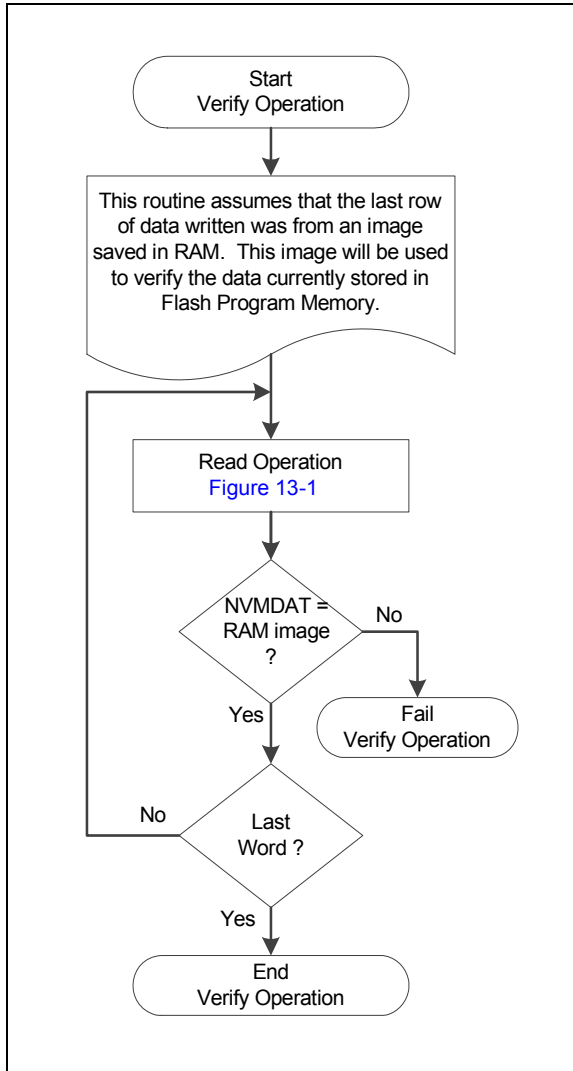 Start
Verify Operation
This routine assumes that the last row
of data written was from an image
saved in RAM.  This image will be used
to verify the data currently stored in
Flash Program Memory.
Read Operation
Figure 13-1
NVMDAT =
RAM image
?
No
Yes
Fail
Verify Operation
No
Last
Word ?
Yes
End
Verify Operation